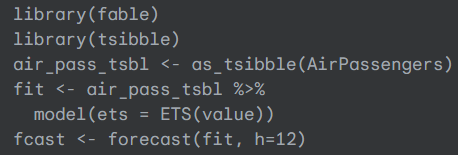 library(fable)
library(tsibble)
air_pass_tsbl <- as_tsibble(AirPassengers)
fit <- air_pass_tsbl %>%
  model(ets = ETS(value))
fcast <- forecast(fit, h=12)